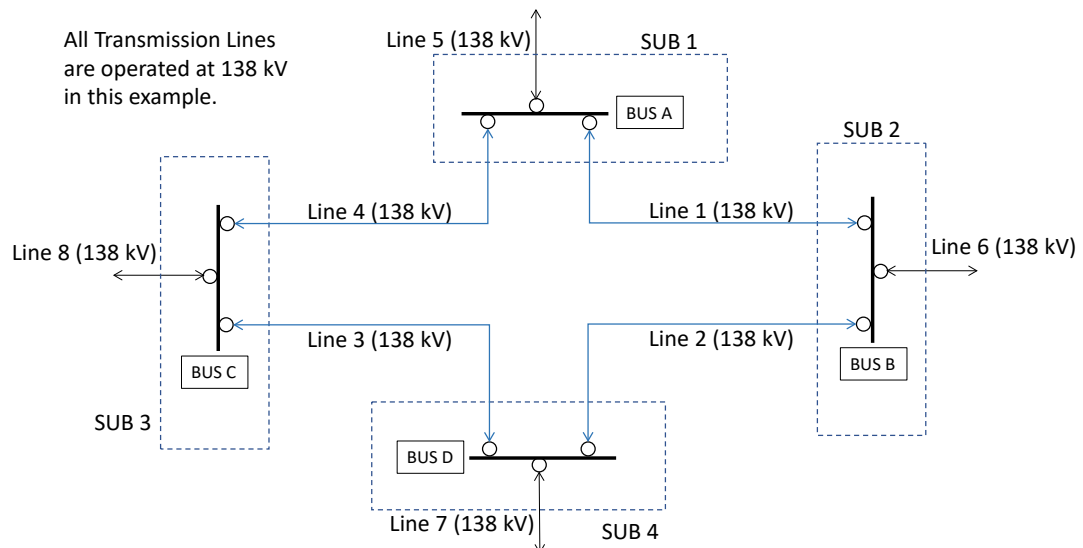 All Transmission Lines
are operated at 138 kV
in this example.
Line 5 (138 kV)
SUB 1
BUS A
SUB 2
Line 4 (138 kV)
Line 1 (138 kV)
Line 8 (138 kV)
Line 6 (138 kV)
Line 3 (138 kV)
Line 2 (138 kV)
BUS C
BUS B
SUB 3
BUS D
Line 7 (138 kV)
SUB 4